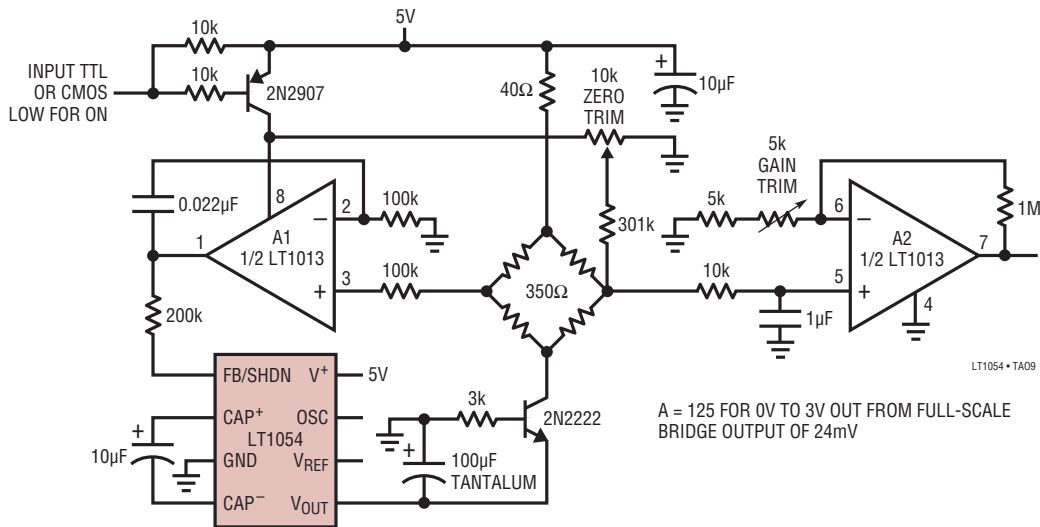 5V
10k
INPUT TTL
OR CMOS
LOW FOR ON
10k
2N2907
40Ω
10k
ZERO
TRIM
+
10µF
5k
GAIN
TRIM
0.022µF
8
2
–
100k
1
A1
1/2 LT1013
3
+
100k
301k
5k
6
–
1M
A2
1/2 LT1013
7
350Ω
10k
5
+
4
1µF
200k
LT1054 • TA09
FB/SHDN
V+
5V
CAP+
OSC
LT1054
GND
VREF
CAP–
VOUT
+
10µF
3k
2N2222
+
100µF
TANTALUM
A = 125 FOR 0V TO 3V OUT FROM FULL-SCALE
BRIDGE OUTPUT OF 24mV